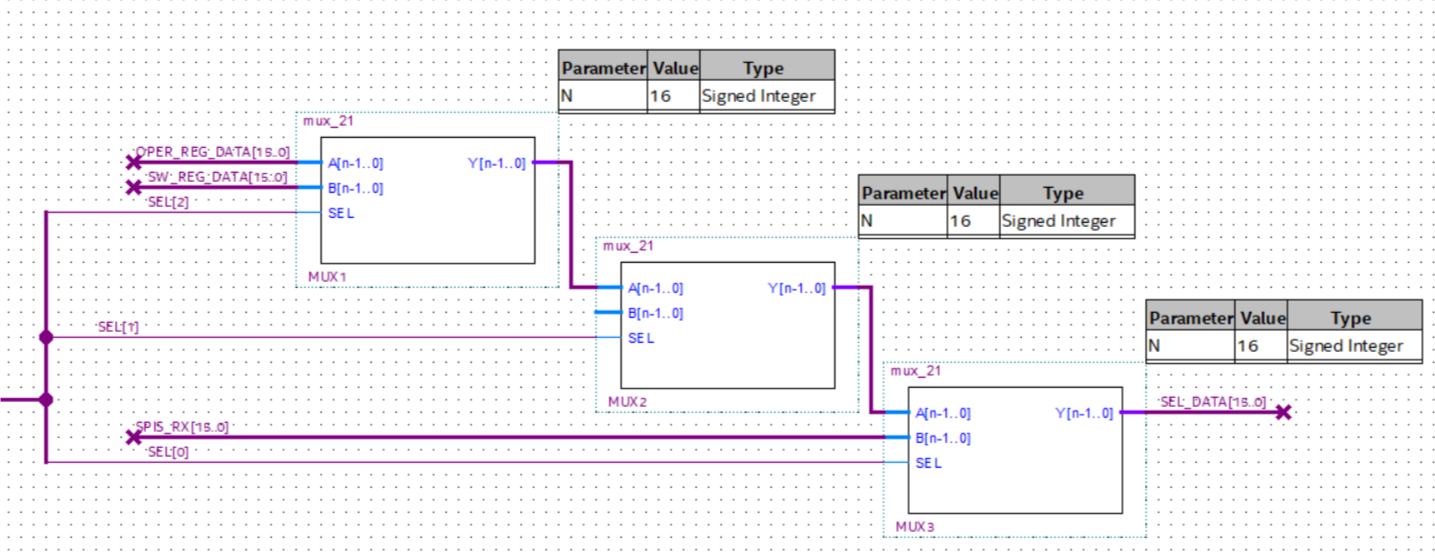 Parameter Value Type
N 16 Signed Integer
mux_21
OPER_REG_DATA[15..0]
A[n-1..0] Y[n-1..0]
SW_REG_DATA[15..0]
B[n-1..0]
SEL[2]
SEL
MUX1
Parameter Value Type
N 16 Signed Integer
mux_21
A[n-1..0] Y[n-1..0]
B[n-1..0]
SEL[1]
SEL
MUX2
Parameter Value Type
N 16 Signed Integer
mux_21
A[n-1..0] Y[n-1..0]
SEL_DATA[15..0]
SPIS_RX[15..0]
B[n-1..0]
SEL[0]
SEL
MUX3